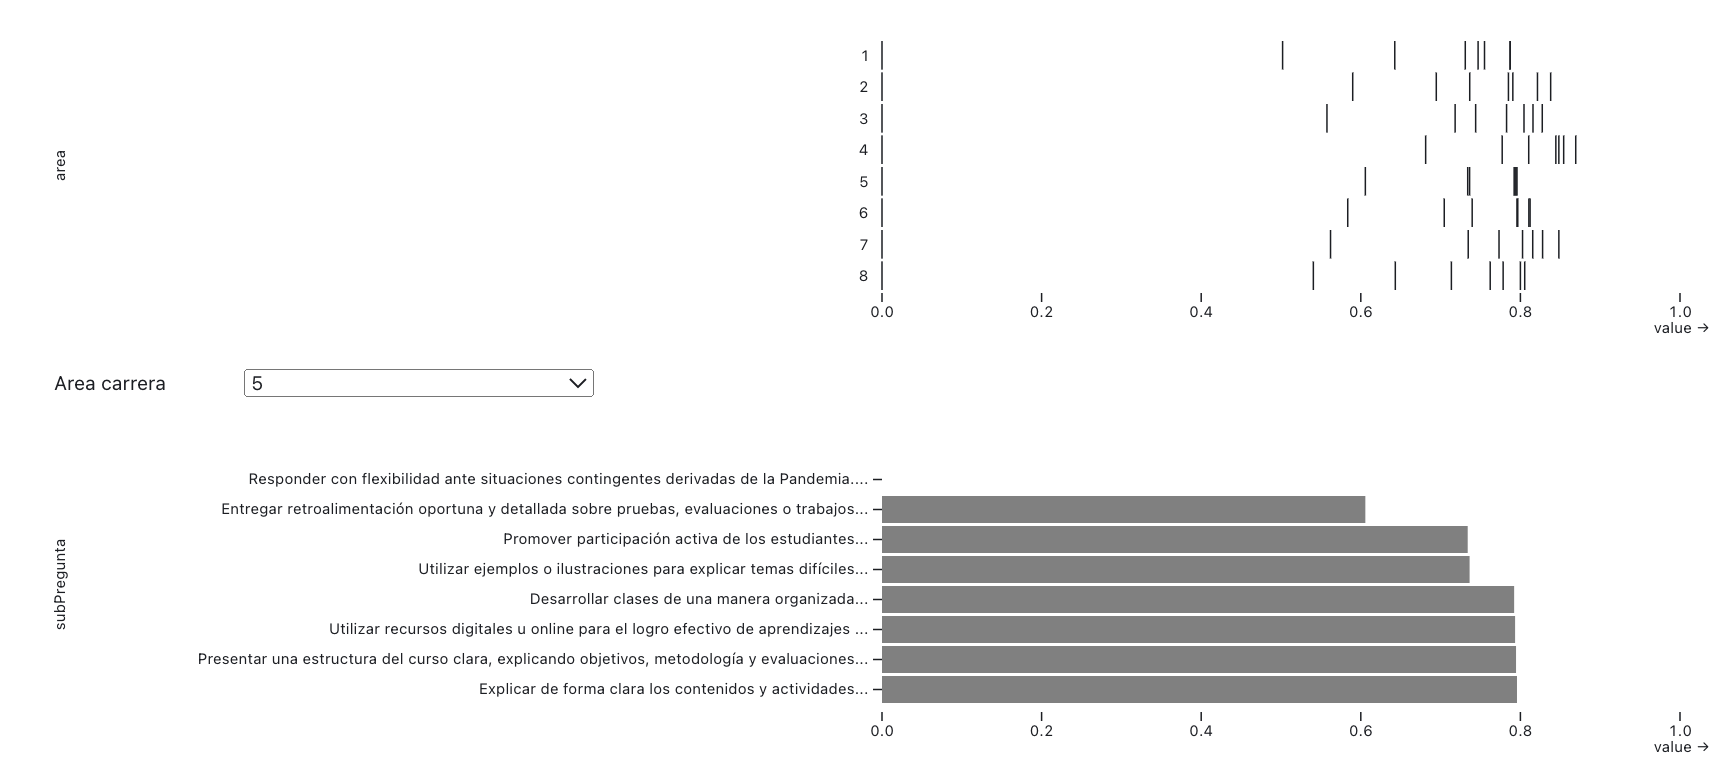 area
1
2
3
4
5
6
7
8
0.0 0.2 0.4 0.6 0.8 1.0
value →
Area carrera 5
subPregunta
Responder con flexibilidad ante situaciones contingentes derivadas de la Pandemia....
Entregar retroalimentación oportuna y detallada sobre pruebas, evaluaciones o trabajos...
Promover participación activa de los estudiantes...
Utilizar ejemplos o ilustraciones para explicar temas difíciles...
Desarrollar clases de una manera organizada...
Utilizar recursos digitales u online para el logro efectivo de aprendizajes ...
Presentar una estructura del curso clara, explicando objetivos, metodología y evaluaciones...
Explicar de forma clara los contenidos y actividades...
0.0 0.2 0.4 0.6 0.8 1.0
value →